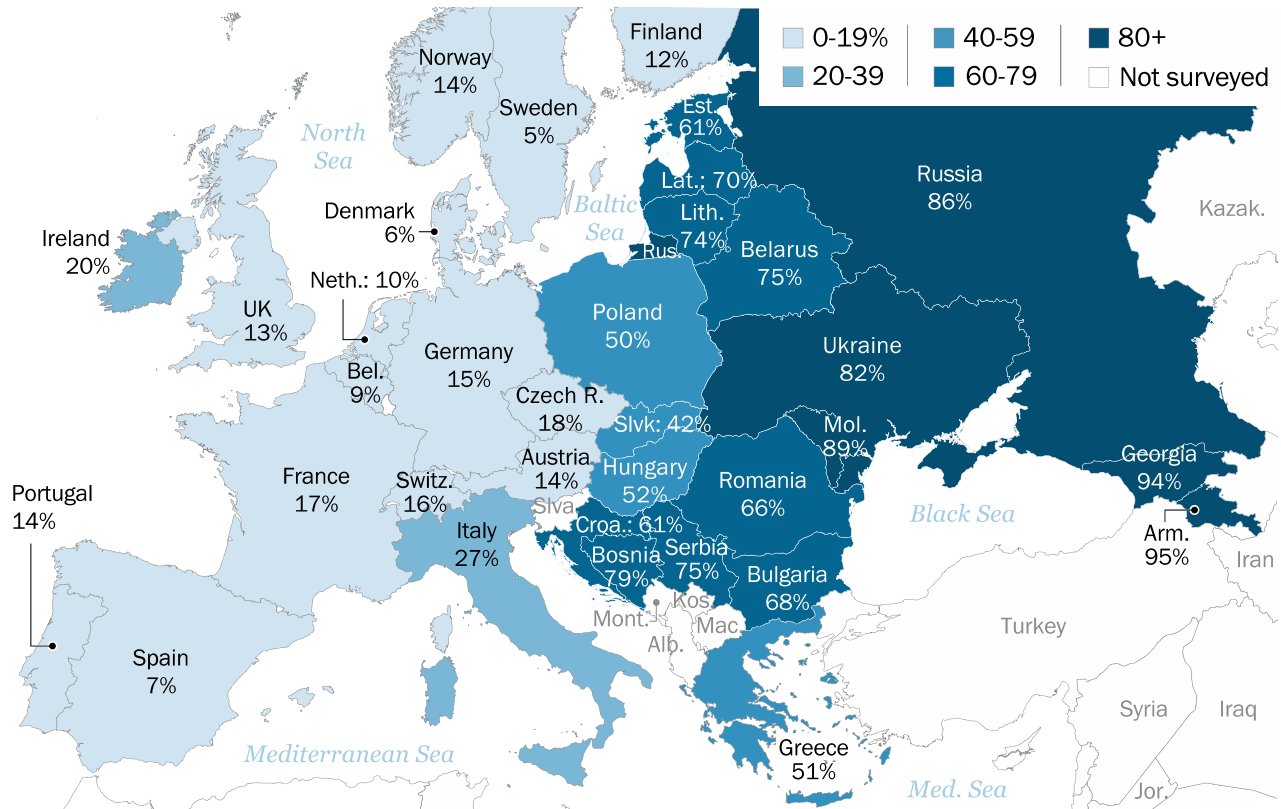 0-19%
20-39
40-59
60-79
80+
Not surveyed
Finland
12%
Norway
14%
Sweden
5%
North
Sea
Est.
61%
Russia
86%
Lat.: 70%
Kazak.
Denmark
6%
Baltic
Sea
Lith.
74%
Ireland
20%
Rus.
Belarus
75%
Neth.: 10%
UK
13%
Poland
50%
Germany
15%
Ukraine
82%
Bel.
9%
Czech R.
18%
Slvk: 42%
Mol.
89%
Austria
14%
Hungary
52%
Georgia
94%
France
17%
Switz.
16%
Romania
66%
Portugal
14%
Slva.
Black Sea
Italy
27%
Croa.: 61%
Arm.
95%
Bosnia
79%
Serbia
75%
Iran
Bulgaria
68%
Kos.
Mont.
Mac.
Alb.
Turkey
Spain
7%
Syria
Iraq
Greece
51%
Mediterranean Sea
Med. Sea
Jor.